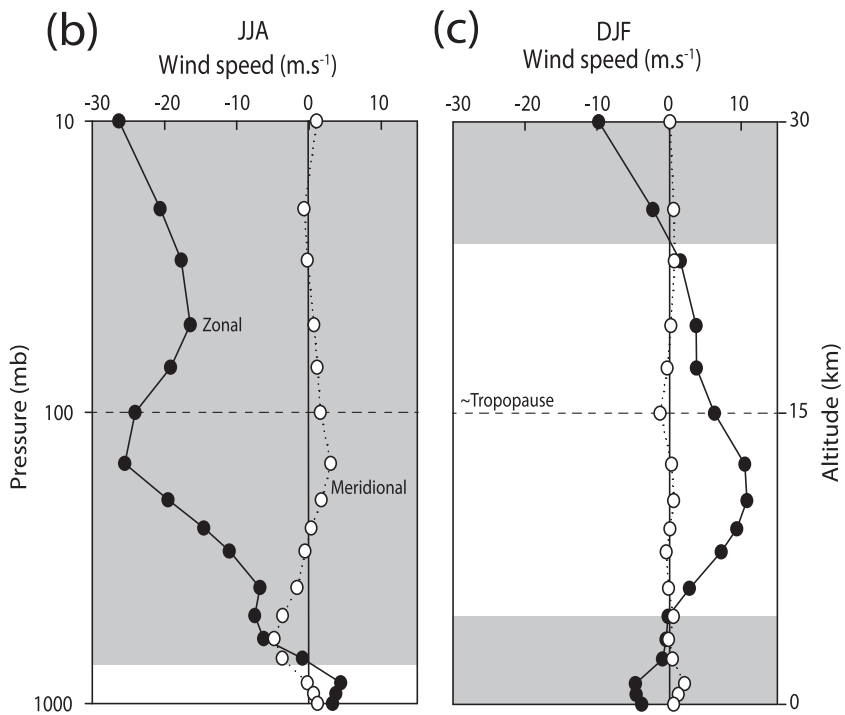 (b)
JJA
Wind speed (m.s⁻¹)
-30 -20 -10 0 10
10
100
1000
Pressure (mb)
Zonal
Meridional
(c)
DJF
Wind speed (m.s⁻¹)
-30 -20 -10 0 10
~Tropopause
30
15
0
Altitude (km)